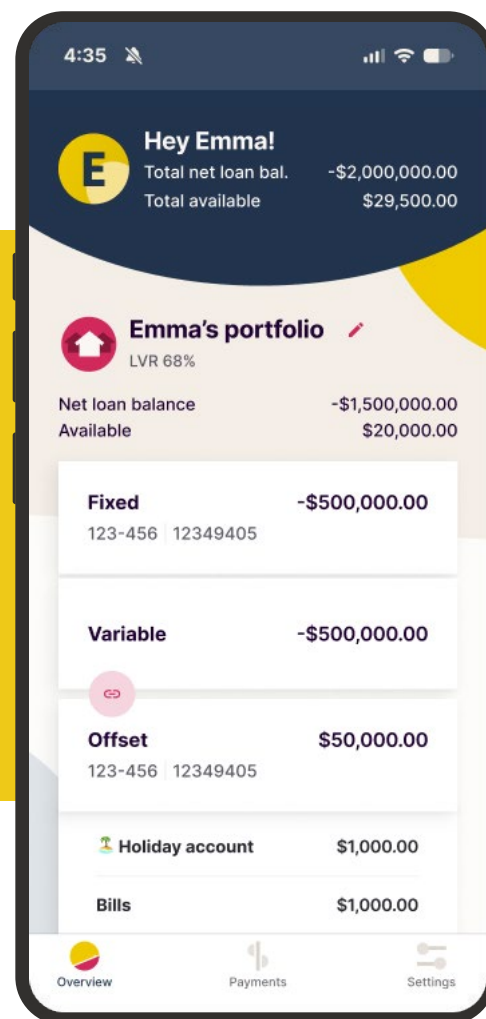 4:35
E
Hey Emma!
Total net loan bal. -$2,000,000.00
Total available $29,500.00
Emma's portfolio
LVR 68%
Net loan balance -$1,500,000.00
Available $20,000.00
Fixed -$500,000.00
123-456 12349405
Variable -$500,000.00
Offset $50,000.00
123-456 12349405
🏝️ Holiday account $1,000.00
Bills $1,000.00
Overview Payments Settings